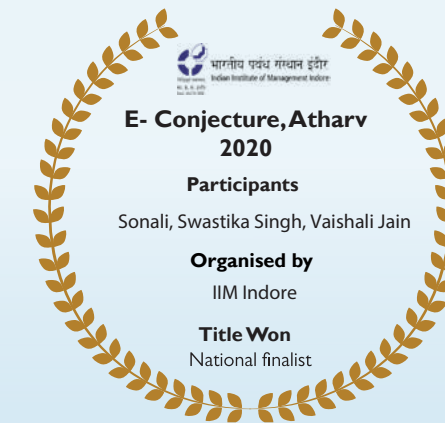 भारतीय प्रबंध संस्थान इंदौर
Indian Institute of Management Indore
E- Conjecture, Atharv
2020
Participants
Sonali, Swastika Singh, Vaishali Jain
Organised by
IIM Indore
Title Won
National finalist